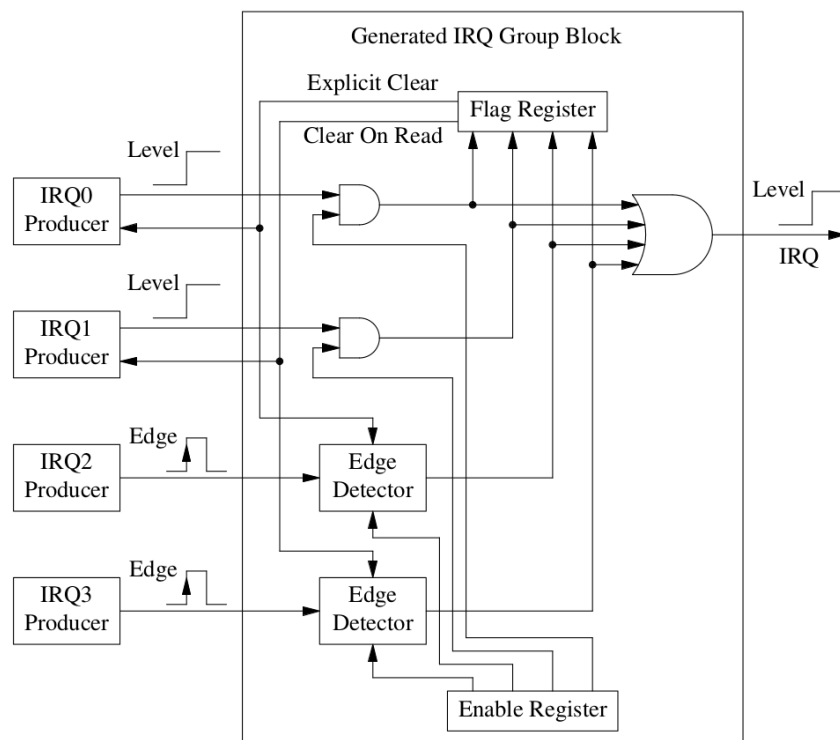 Generated IRQ Group Block
Explicit Clear
Flag Register
Clear On Read
Level
IRQ0
Producer
Level
IRQ
Level
IRQ1
Producer
Edge
IRQ2
Producer
Edge
Detector
Edge
IRQ3
Producer
Edge
Detector
Enable Register